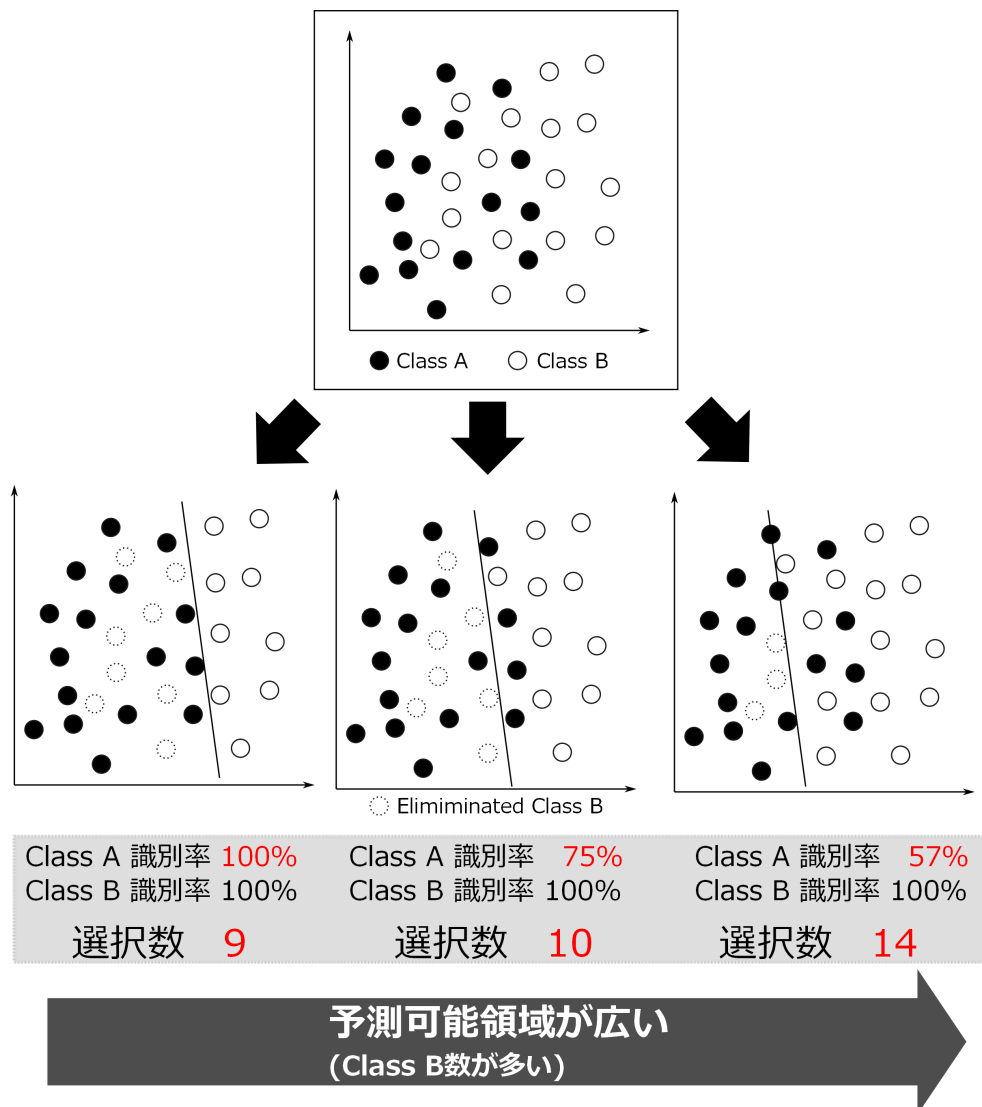 Class A Class B
Elimiminated Class B
Class A 識別率 100%
Class B 識別率 100%
選択数 9
Class A 識別率 75%
Class B 識別率 100%
選択数 10
Class A 識別率 57%
Class B 識別率 100%
選択数 14
予測可能領域が広い
(Class B数が多い)